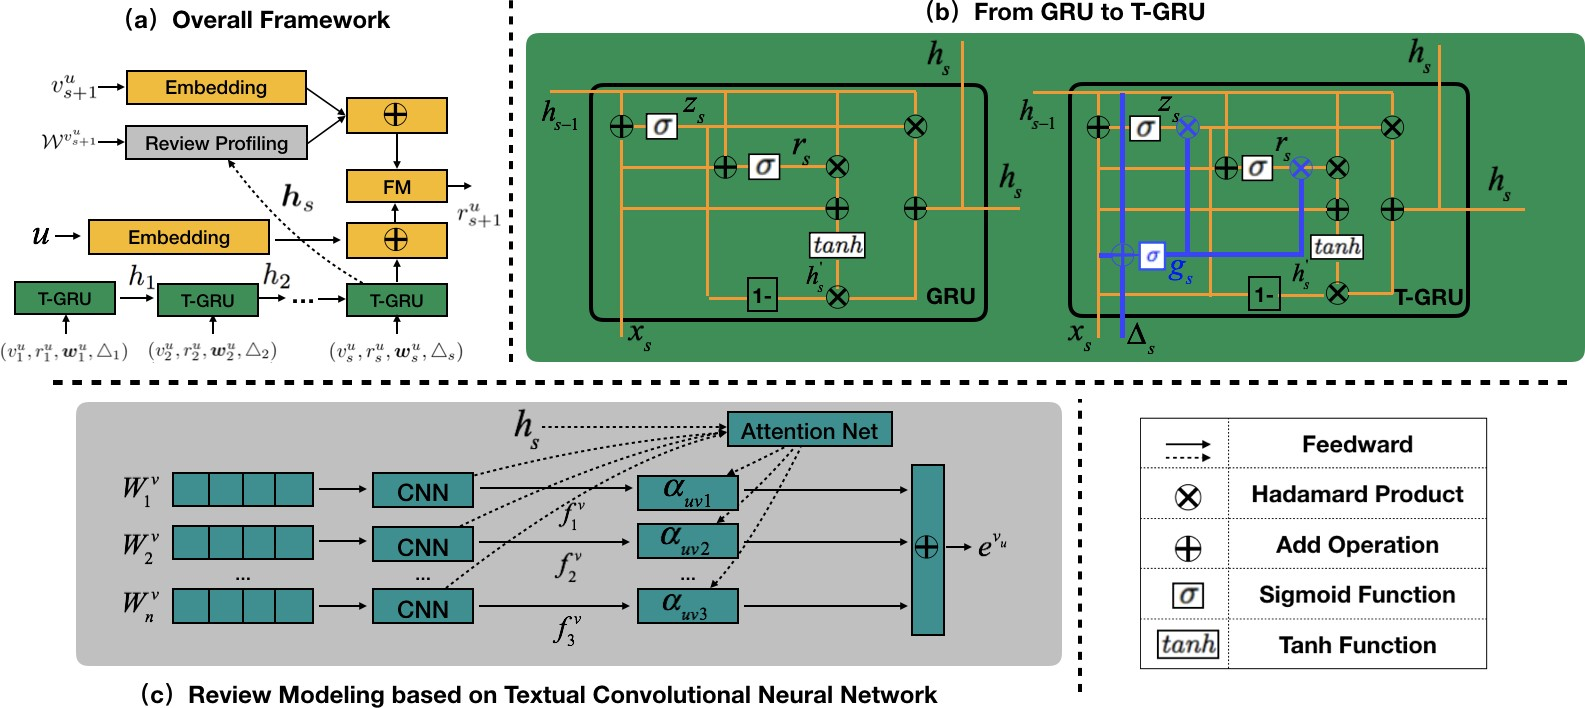 (a) Overall Framework
v^u_{s+1}
Embedding
W^{v^u_{s+1}}
Review Profiling
FM
r^u_{s+1}
h_s
u
Embedding
T-GRU
h_1
T-GRU
h_2
...
T-GRU
(v^u_1, r^u_1, w^u_1, △_1)
(v^u_2, r^u_2, w^u_2, △_2)
(v^u_s, r^u_s, w^u_s, △_s)
(b) From GRU to T-GRU
h_s
h_{s-1}
σ
z_s
σ
r_s
h_s
tanh
h'_s
1-
GRU
x_s
h_s
h_{s-1}
σ
z_s
σ
r_s
h_s
σ
g_s
tanh
h'_s
1-
T-GRU
x_s
Δ_s
h_s
Attention Net
W^v_1
CNN
f^v_1
α_{uv1}
W^v_2
CNN
f^v_2
α_{uv2}
...
...
...
W^v_n
CNN
f^v_3
α_{uv3}
e^{v_u}
(c) Review Modeling based on Textual Convolutional Neural Network
Feedward
Hadamard Product
Add Operation
σ Sigmoid Function
tanh Tanh Function